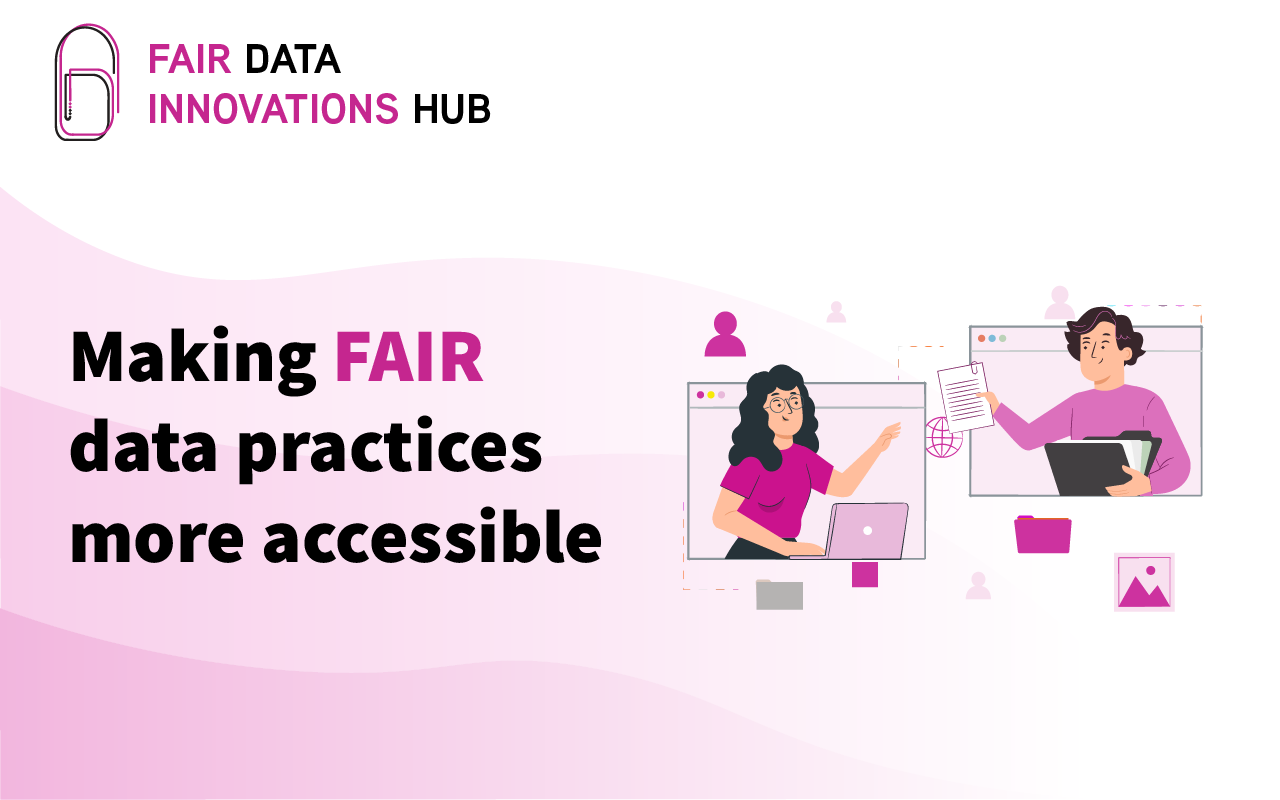 FAIR DATA
INNOVATIONS HUB
Making FAIR
data practices
more accessible